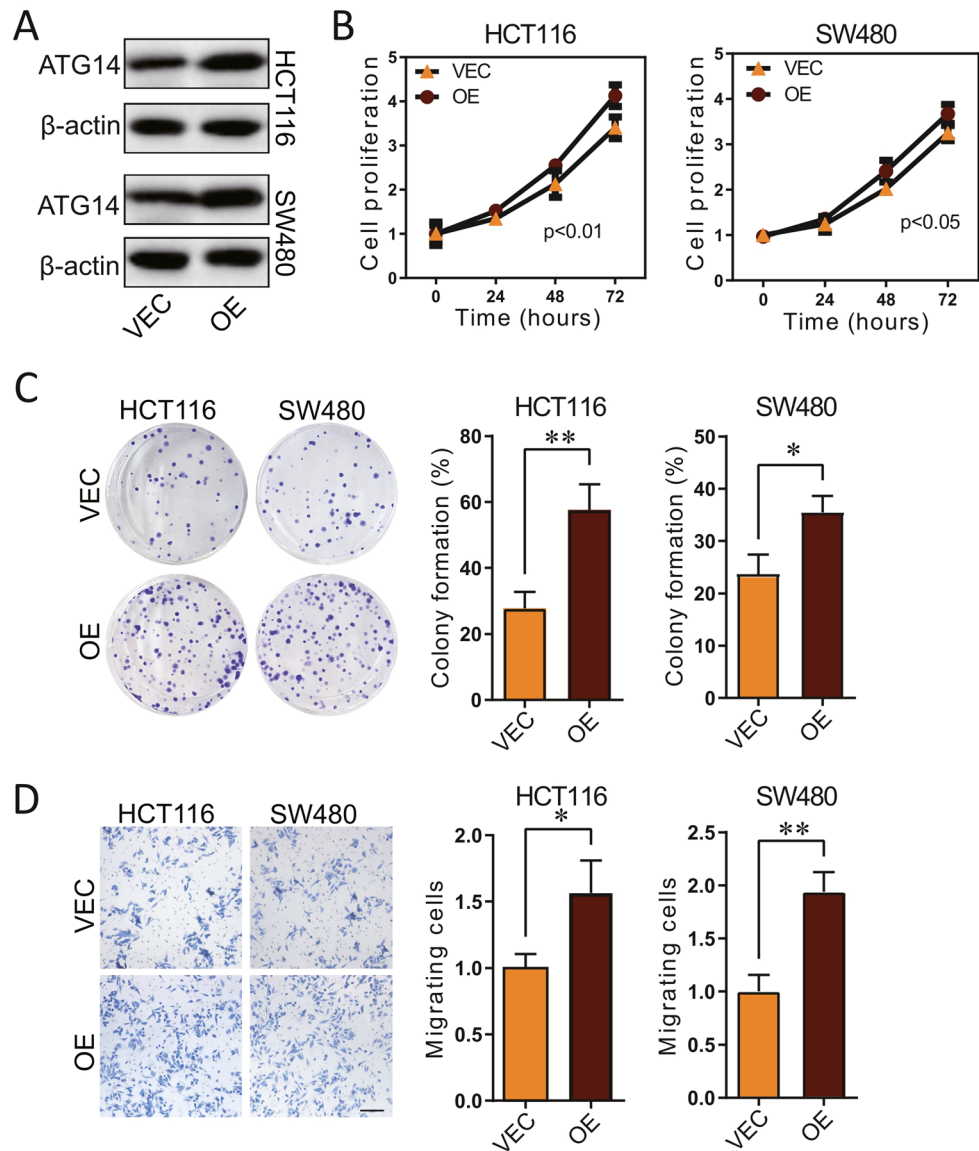 A
ATG14
β-actin
HCT116
ATG14
β-actin
SW480
VEC
OE
B
HCT116
Cell proliferation
5
4
3
2
1
0
VEC
OE
p<0.01
0
24
48
72
Time (hours)
SW480
Cell proliferation
5
4
3
2
1
0
VEC
OE
p<0.05
0
24
48
72
Time (hours)
C
HCT116
SW480
VEC
OE
HCT116
Colony formation (%)
80
60
40
20
0
**
VEC
OE
SW480
Colony formation (%)
50
40
30
20
10
0
*
VEC
OE
D
HCT116
SW480
VEC
OE
HCT116
Migrating cells
2.0
1.5
1.0
0.5
0.0
*
VEC
OE
SW480
Migrating cells
2.5
2.0
1.5
1.0
0.5
0.0
**
VEC
OE